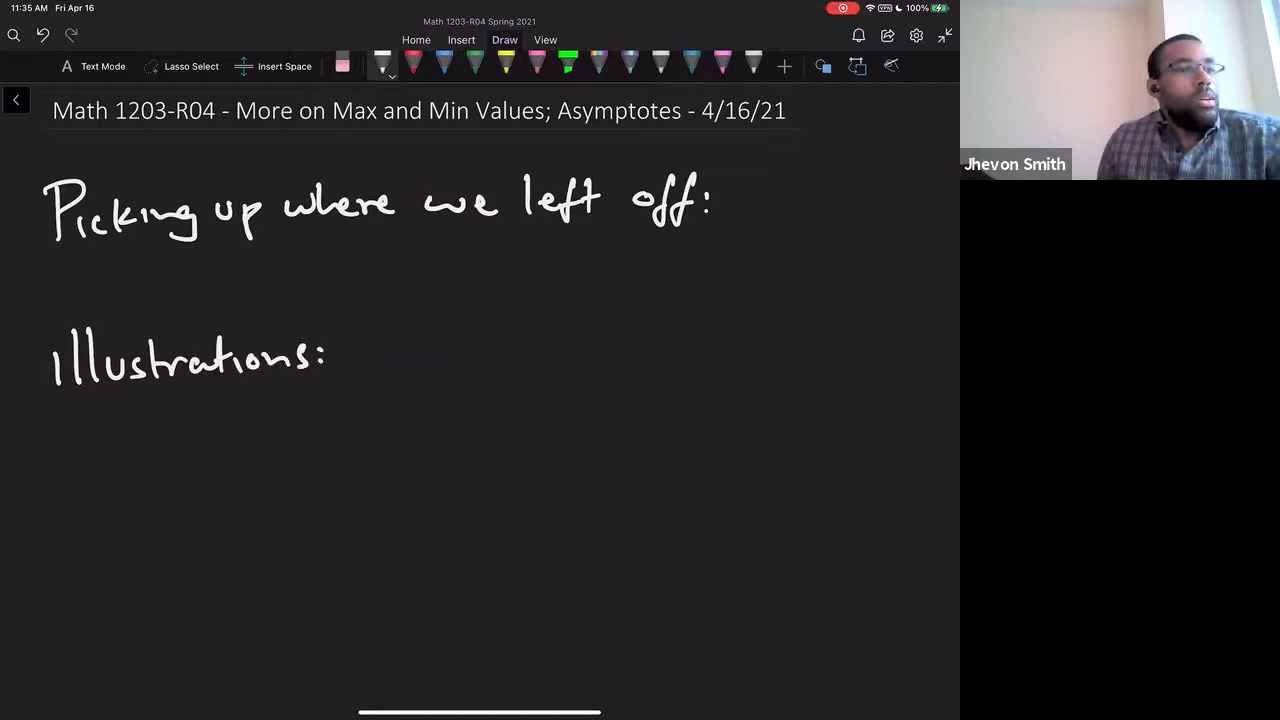 11:35 AM Fri Apr 16
VPN
100%
Math 1203-R04 Spring 2021
Home Insert Draw View
Text Mode Lasso Select Insert Space
Math 1203-R04 - More on Max and Min Values; Asymptotes - 4/16/21
Picking up where we left off:
Jhevon Smith
Illustrations: